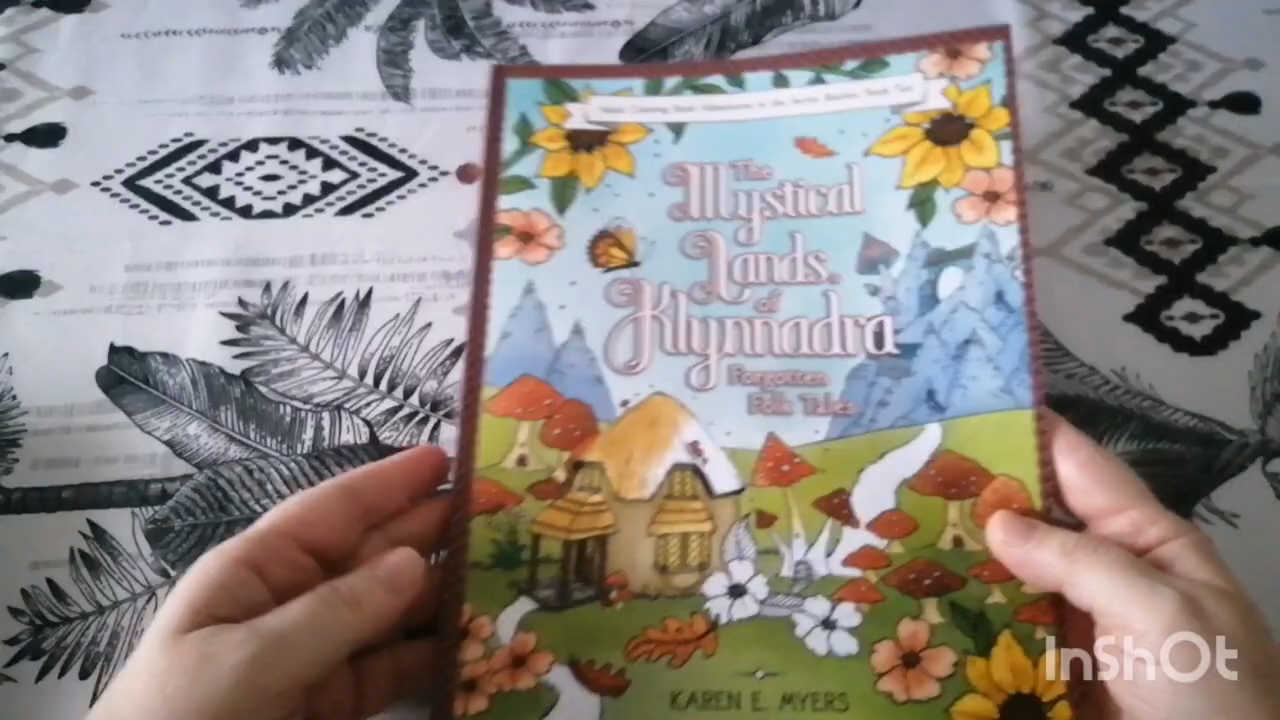 The
Mystical
Lands
of
Klynnadra
Forgotten
Folk Tales
KAREN E. MYERS
InShOt